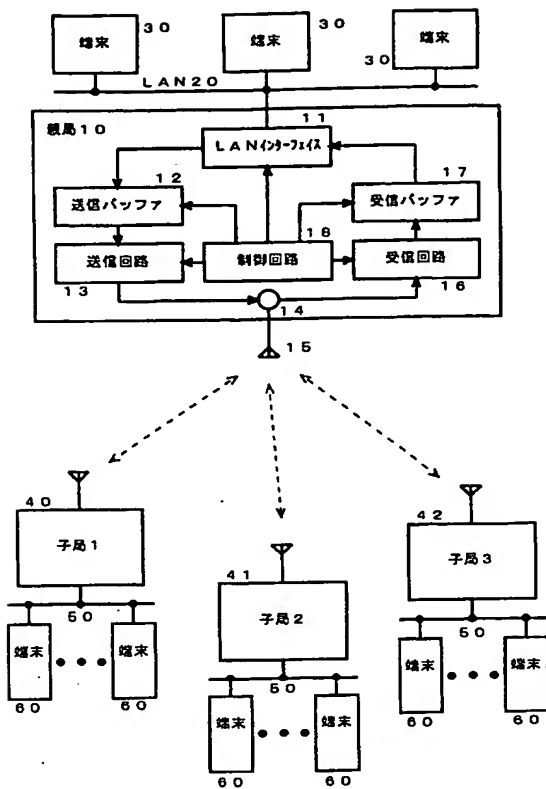 30 30
端末 端末 端末
30
LAN20
親局10 11
LANインターフェイス
12 17
送信バッファ 受信バッファ
18
送信回路 制御回路 受信回路
13 14 16
15
40 42
子局1 子局3
41
50 子局2 50
端末 端末 端末 端末
60 60 50 60 60
端末 端末
60 60